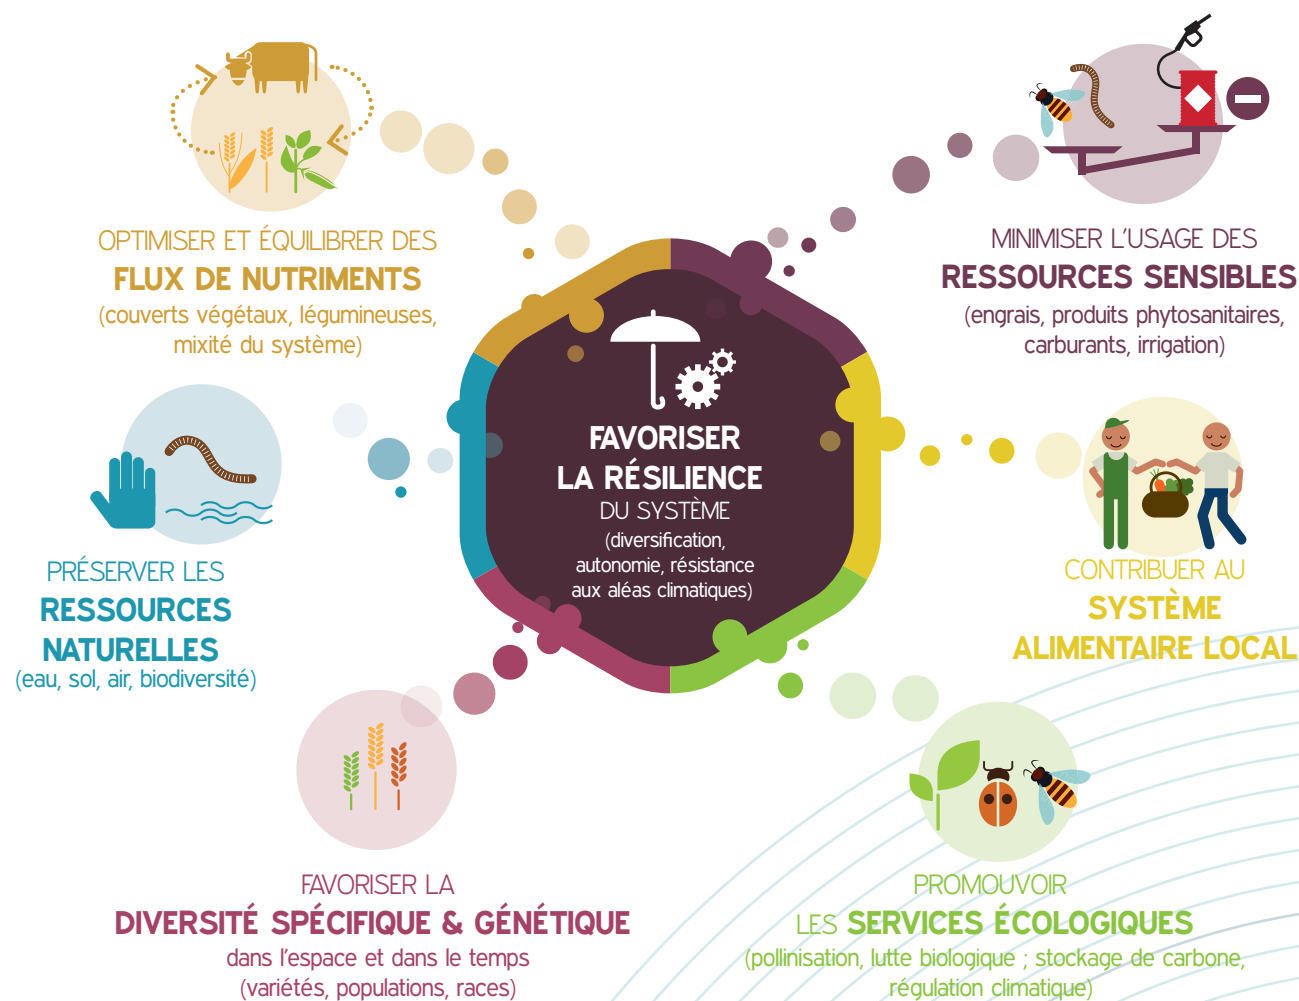 OPTIMISER ET ÉQUILIBRER DES
FLUX DE NUTRIMENTS
(couverts végétaux, légumineuses,
mixité du système)
MINIMISER L'USAGE DES
RESSOURCES SENSIBLES
(engrais, produits phytosanitaires,
carburants, irrigation)
FAVORISER
LA RÉSILIENCE
DU SYSTÈME
(diversification,
autonomie, résistance
aux aléas climatiques)
PRÉSERVER LES
RESSOURCES
NATURELLES
(eau, sol, air, biodiversité)
CONTRIBUER AU
SYSTÈME
ALIMENTAIRE LOCAL
FAVORISER LA
DIVERSITÉ SPÉCIFIQUE & GÉNÉTIQUE
dans l'espace et dans le temps
(variétés, populations, races)
PROMOUVOIR
LES SERVICES ÉCOLOGIQUES
(pollinisation, lutte biologique ; stockage de carbone,
régulation climatique)